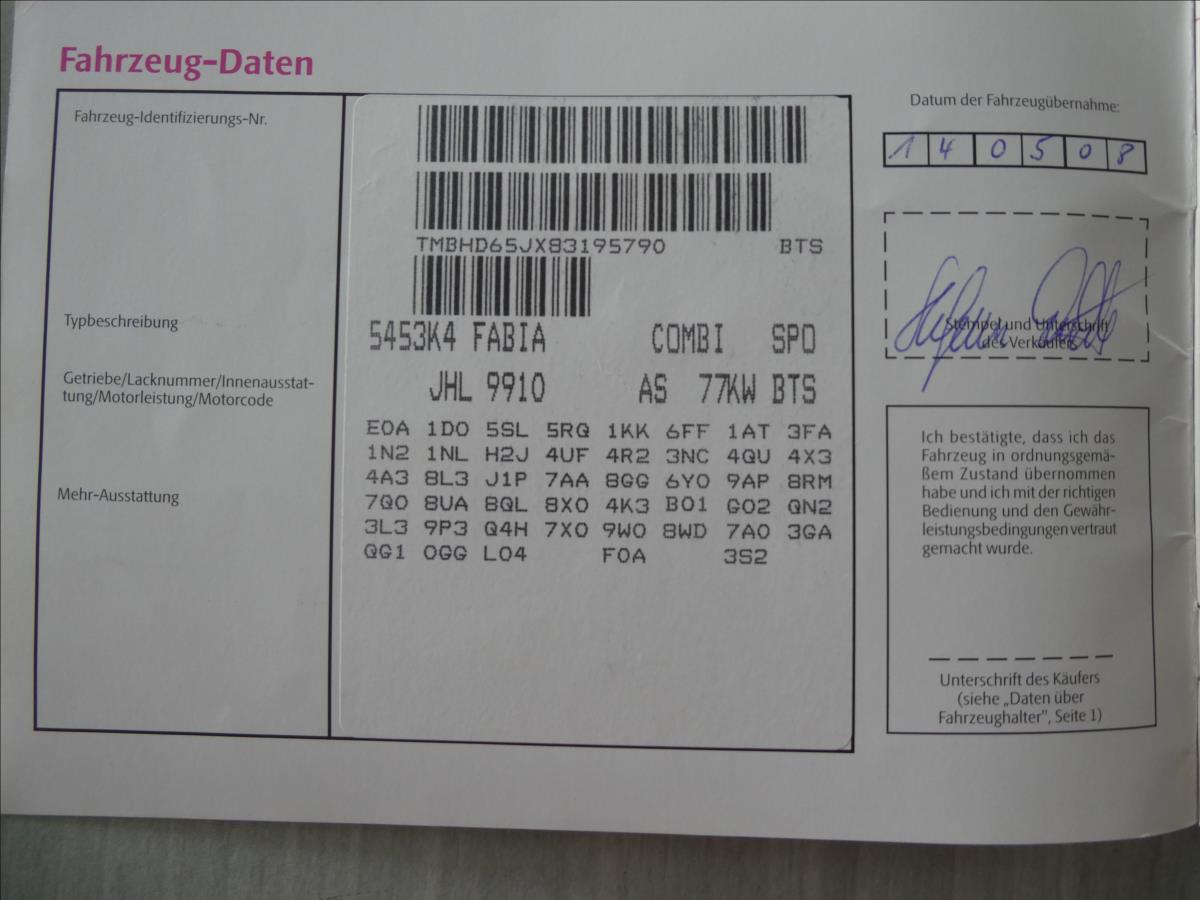 Fahrzeug-Daten
Fahrzeug-Identifizierungs-Nr.
TMBHD65JX83195790 BTS
Typbeschreibung
5453K4 FABIA COMBI SPO
Getriebe/Lacknummer/Innenausstat-
tung/Motorleistung/Motorcode
JHL 9910 AS 77KW BTS
Mehr-Ausstattung
E0A 1D0 5SL 5RQ 1KK 6FF 1AT 3FA
1N2 1NL H2J 4UF 4R2 3NC 4QU 4X3
4A3 8L3 J1P 7AA 8GG 6Y0 9AP 8RM
7Q0 8UA 8QL 8X0 4K3 B01 G02 QN2
3L3 9P3 Q4H 7X0 9W0 8WD 7A0 3GA
QG1 0GG L04 F0A 3S2
Datum der Fahrzeugübernahme:
1 4 0 5 0 8
Stempel und Unterschrift
des Verkäufers
Ich bestätigte, dass ich das
Fahrzeug in ordnungsgemä-
ßem Zustand übernommen
habe und ich mit der richtigen
Bedienung und den Gewähr-
leistungsbedingungen vertraut
gemacht wurde.
Unterschrift des Käufers
(siehe „Daten über
Fahrzeughalter", Seite 1)